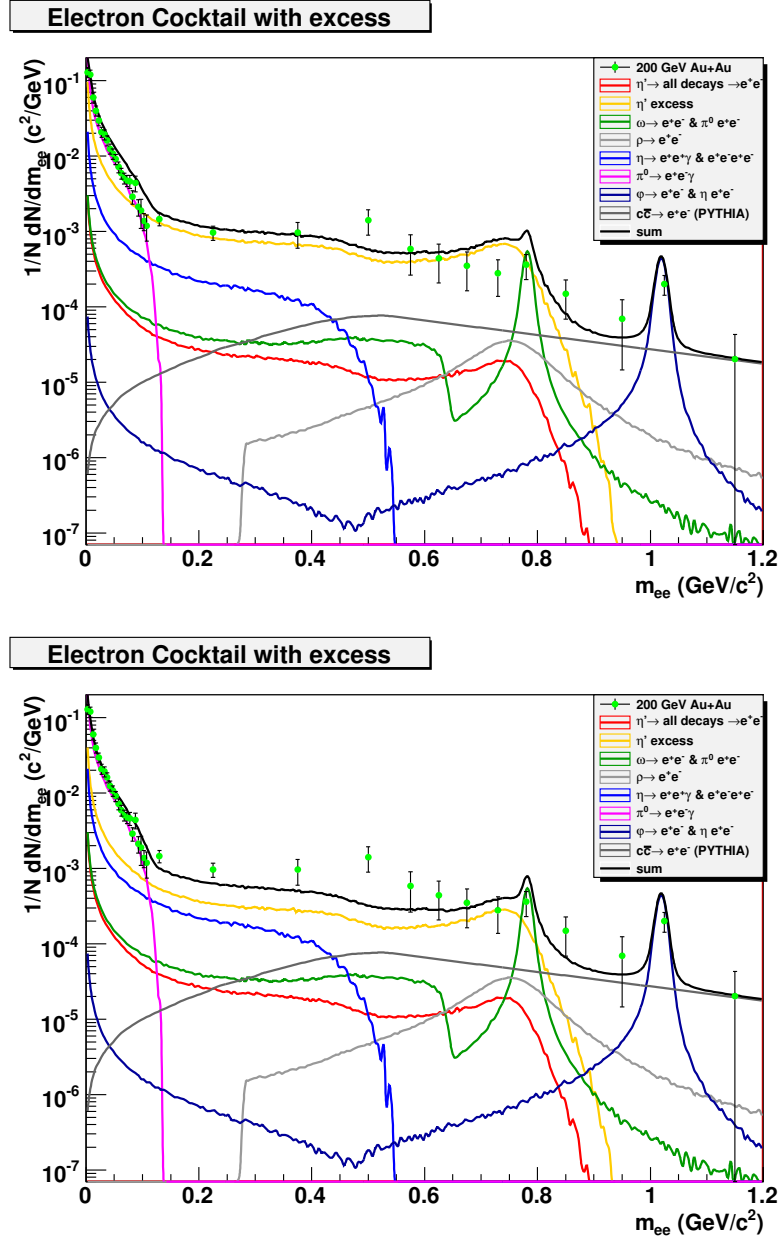 Electron Cocktail with excess
1/N dN/dm_ee (c²/GeV)
10⁻¹
10⁻²
10⁻³
10⁻⁴
10⁻⁵
10⁻⁶
10⁻⁷
200 GeV Au+Au
η'→ all decays →e⁺e⁻
η' excess
ω→ e⁺e⁻ & π⁰ e⁺e⁻
ρ→ e⁺e⁻
η→ e⁺e⁺γ & e⁺e⁻e⁺e⁻
π⁰→ e⁺e⁻γ
φ→ e⁺e⁻ & η e⁺e⁻
cc̅→ e⁺e⁻ (PYTHIA)
sum
0 0.2 0.4 0.6 0.8 1 1.2
m_ee (GeV/c²)
Electron Cocktail with excess
1/N dN/dm_ee (c²/GeV)
10⁻¹
10⁻²
10⁻³
10⁻⁴
10⁻⁵
10⁻⁶
10⁻⁷
200 GeV Au+Au
η'→ all decays →e⁺e⁻
η' excess
ω→ e⁺e⁻ & π⁰ e⁺e⁻
ρ→ e⁺e⁻
η→ e⁺e⁺γ & e⁺e⁻e⁺e⁻
π⁰→ e⁺e⁻γ
φ→ e⁺e⁻ & η e⁺e⁻
cc̅→ e⁺e⁻ (PYTHIA)
sum
0 0.2 0.4 0.6 0.8 1 1.2
m_ee (GeV/c²)